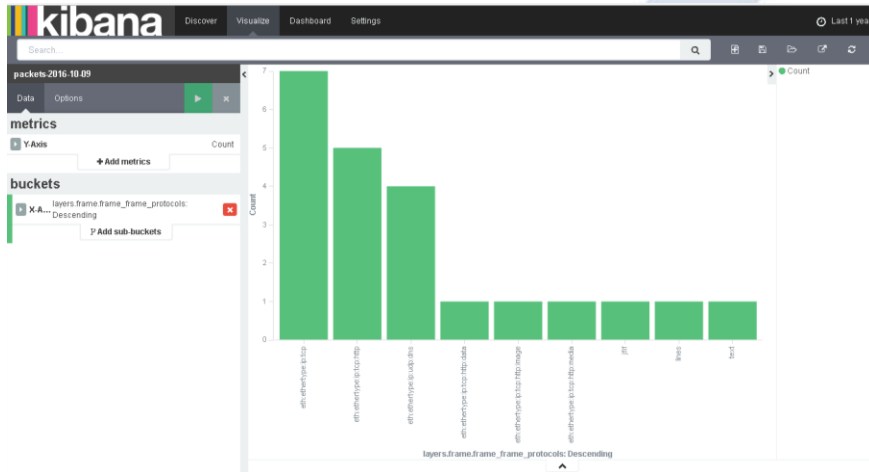 kibana
Discover Visualize Dashboard Settings Last 1 yea
Search...
packets-2016-10-09
Data Options
metrics
Y-Axis Count
+ Add metrics
buckets
X-A... layers.frame.frame_frame_protocols:
Descending
Add sub-buckets
Count
7
6
5
4
3
2
1
0
Count
eth:ethertype:ip:tcp
eth:ethertype:ip:tcp:http
eth:ethertype:ip:udp:dns
eth:ethertype:ip:tcp:http:data
eth:ethertype:ip:tcp:http:image
eth:ethertype:ip:tcp:http:media
jfif
lines
text
layers.frame.frame_frame_protocols: Descending